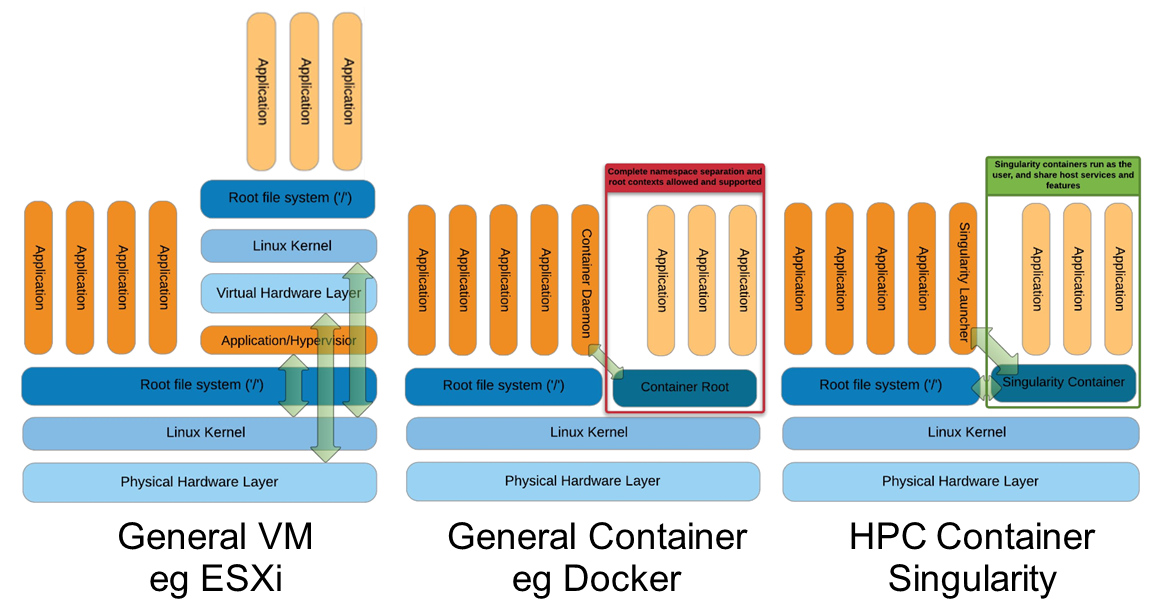 Application
Application
Application
Root file system ('/')
Linux Kernel
Virtual Hardware Layer
Application/Hypervisior
Application
Application
Application
Application
Root file system ('/')
Linux Kernel
Physical Hardware Layer
General VM
eg ESXi
Complete namespace separation and
root contexts allowed and supported
Application
Application
Application
Application
Container Daemon
Application
Application
Application
Root file system ('/')
Container Root
Linux Kernel
Physical Hardware Layer
General Container
eg Docker
Singularity containers run as the
user, and share host services and
features
Application
Application
Application
Application
Singularity Launcher
Application
Application
Application
Root file system ('/')
Singularity Container
Linux Kernel
Physical Hardware Layer
HPC Container
Singularity